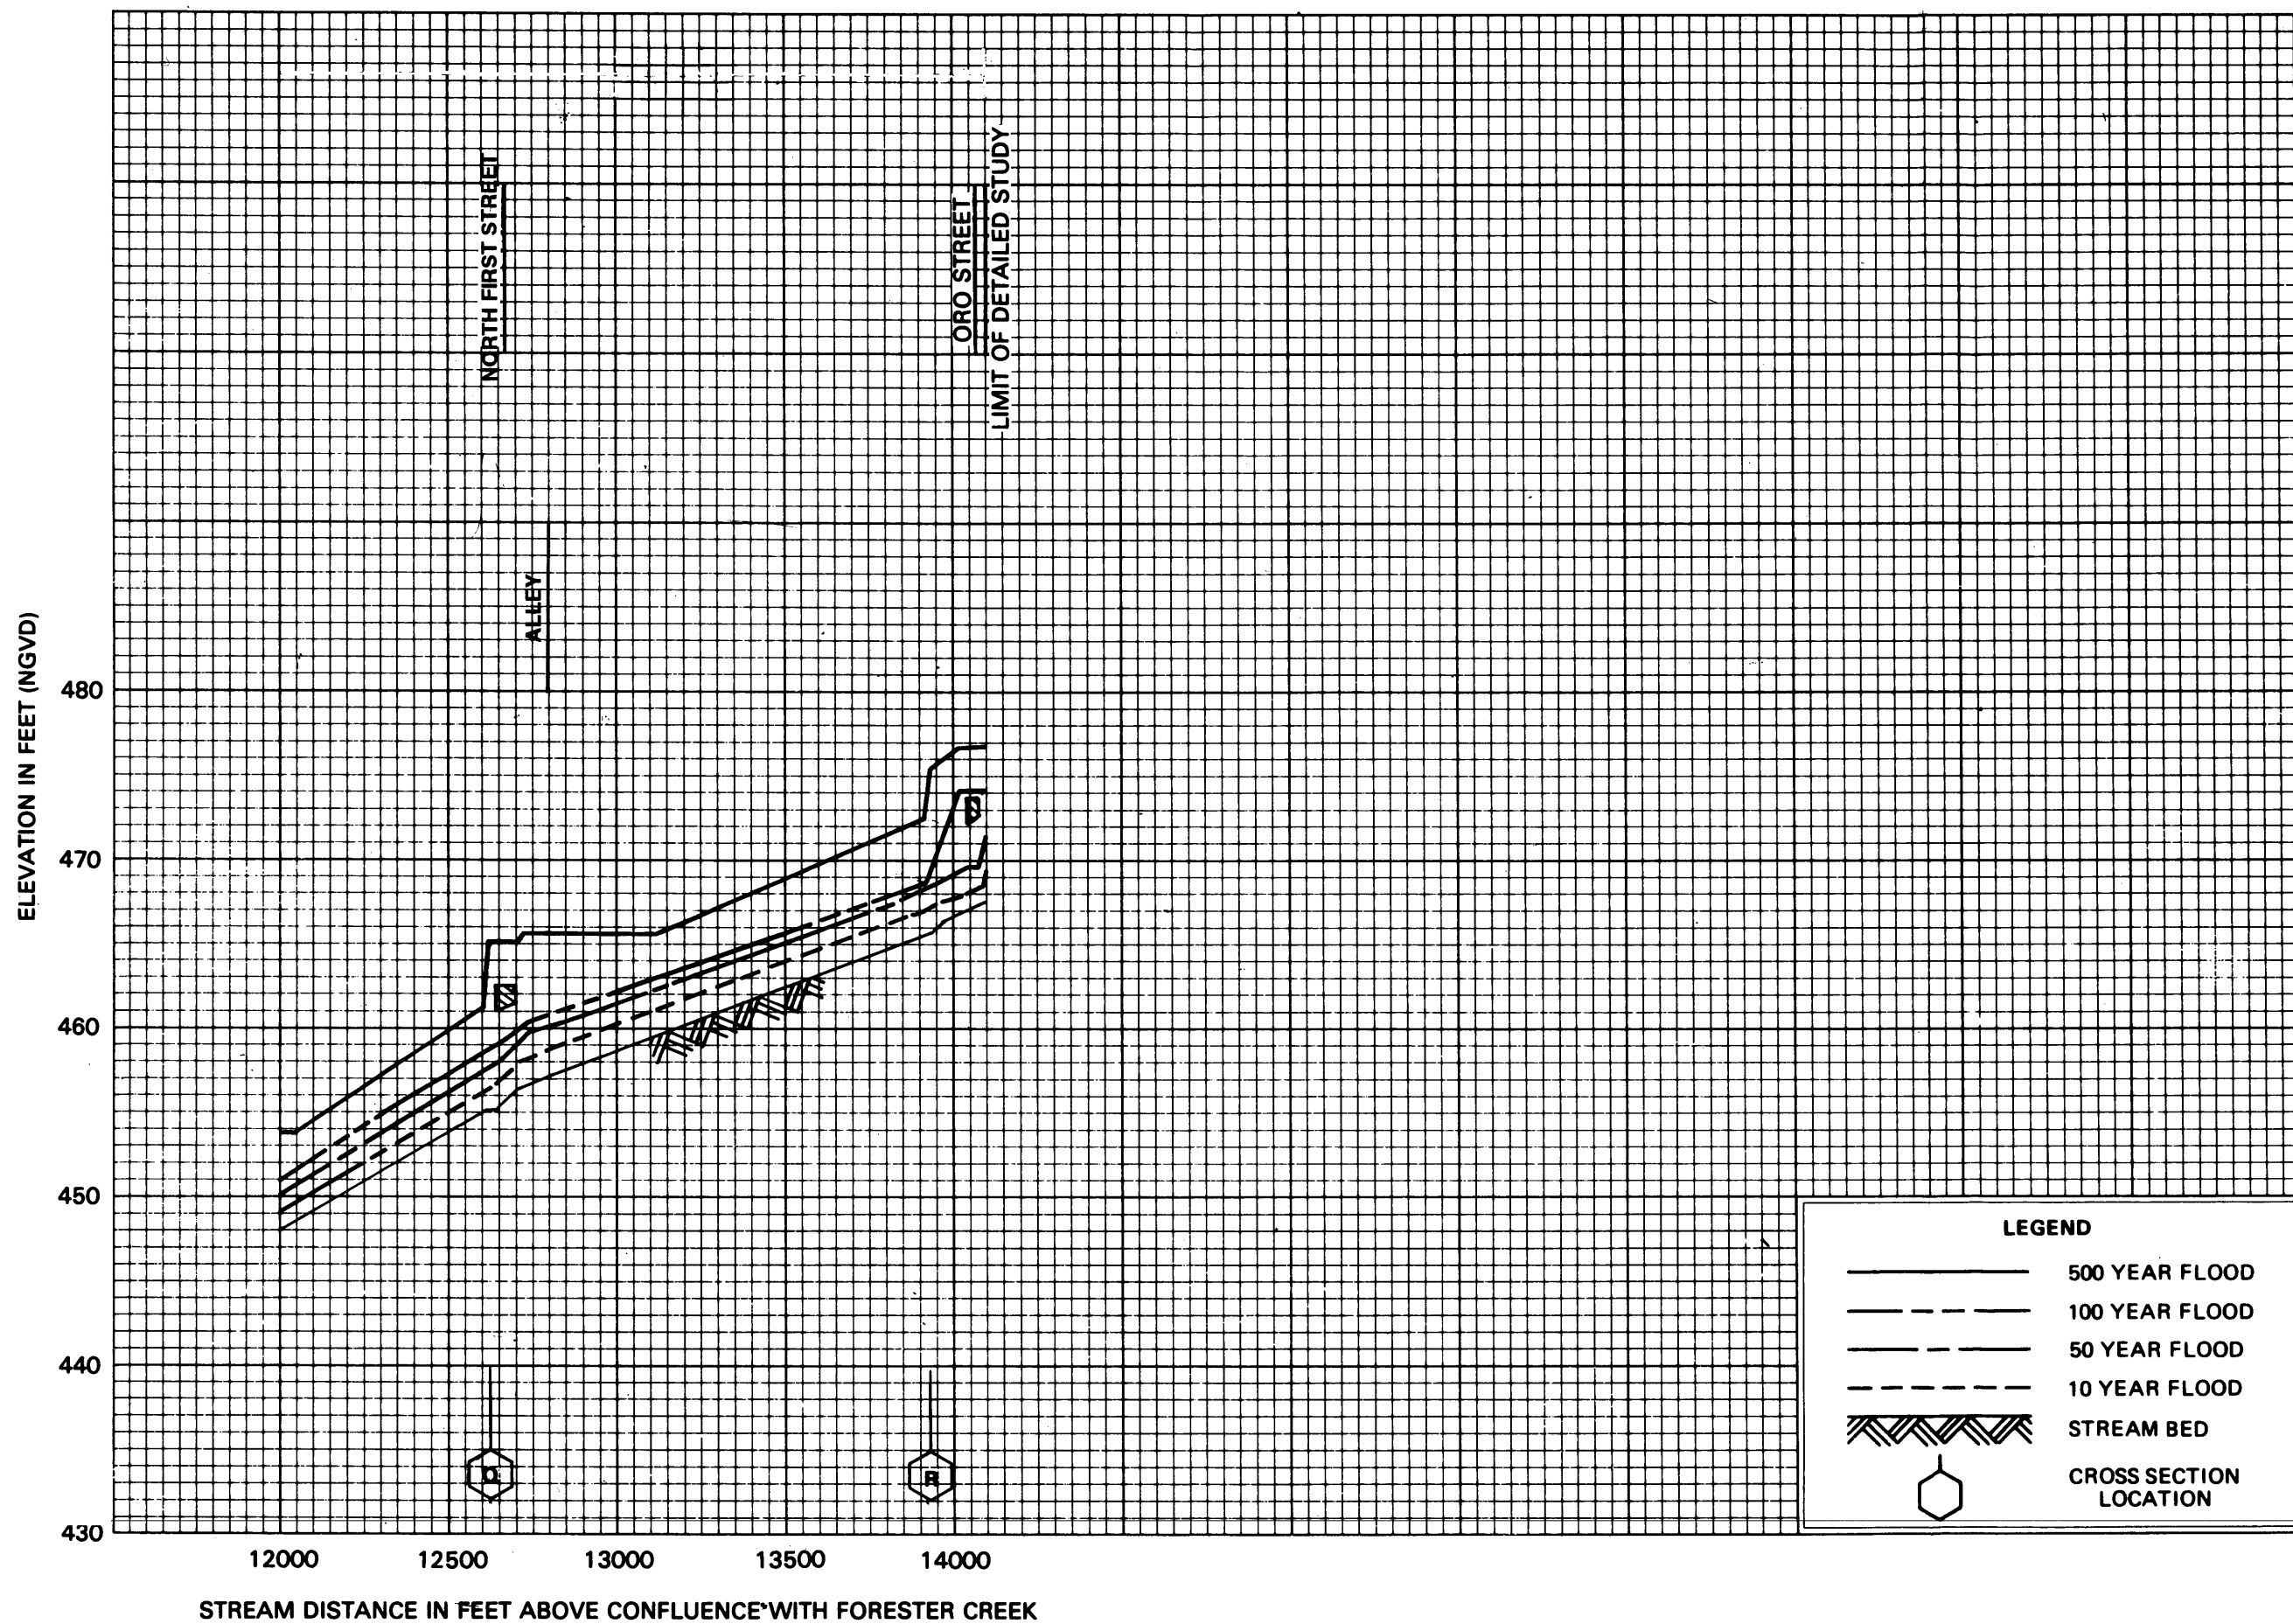 NORTH FIRST STREET
ORO STREET
LIMIT OF DETAILED STUDY
ALLEY
ELEVATION IN FEET (NGVD)
480
470
460
450
440
430
Q
R
12000
12500
13000
13500
14000
STREAM DISTANCE IN FEET ABOVE CONFLUENCE WITH FORESTER CREEK
LEGEND
500 YEAR FLOOD
100 YEAR FLOOD
50 YEAR FLOOD
10 YEAR FLOOD
STREAM BED
CROSS SECTION
LOCATION